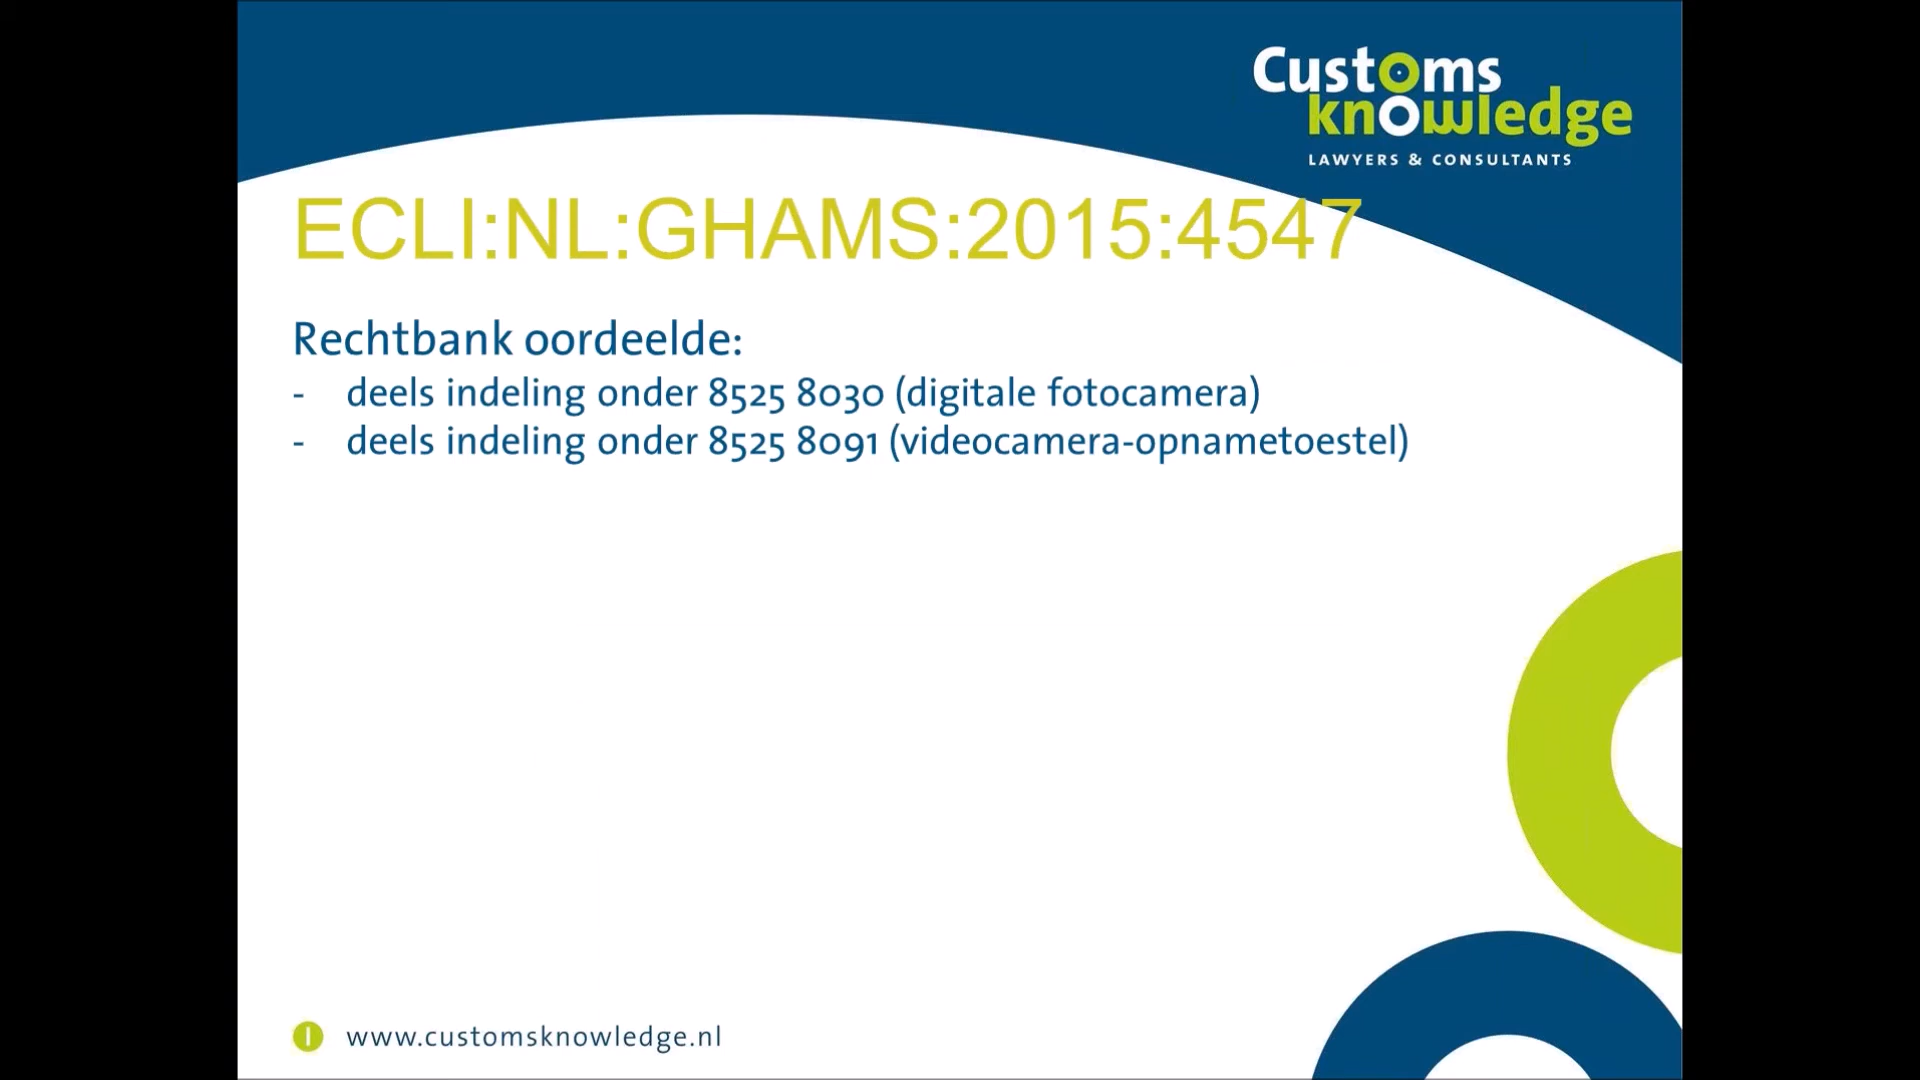 Customs
knowledge
LAWYERS & CONSULTANTS
ECLI:NL:GHAMS:2015:4547
Rechtbank oordeelde:
- deels indeling onder 8525 8030 (digitale fotocamera)
- deels indeling onder 8525 8091 (videocamera-opnametoestel)
www.customsknowledge.nl